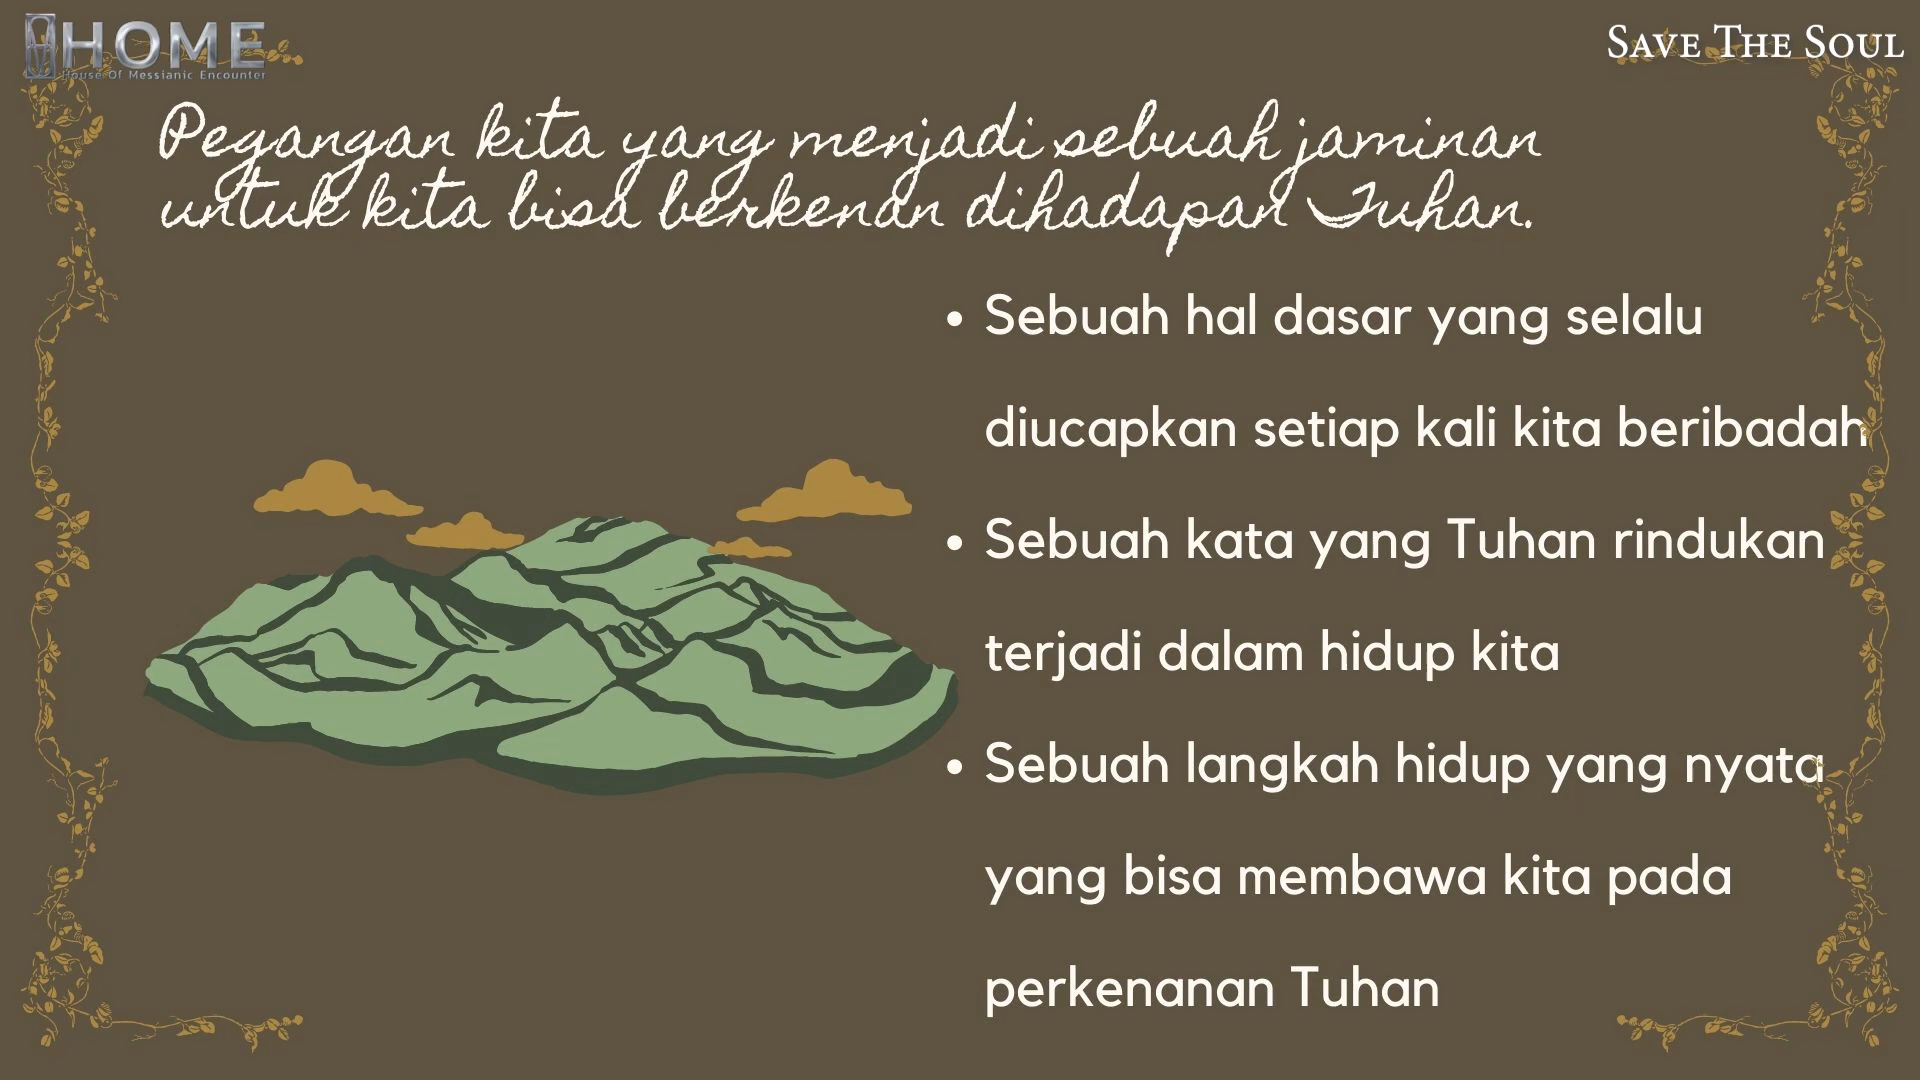 HOME
House Of Messianic Encounter
Save The Soul
Pegangan kita yang menjadi sebuah jaminan
untuk kita bisa berkenan dihadapan Tuhan.
• Sebuah hal dasar yang selalu
diucapkan setiap kali kita beribadah
• Sebuah kata yang Tuhan rindukan
terjadi dalam hidup kita
• Sebuah langkah hidup yang nyata
yang bisa membawa kita pada
perkenanan Tuhan